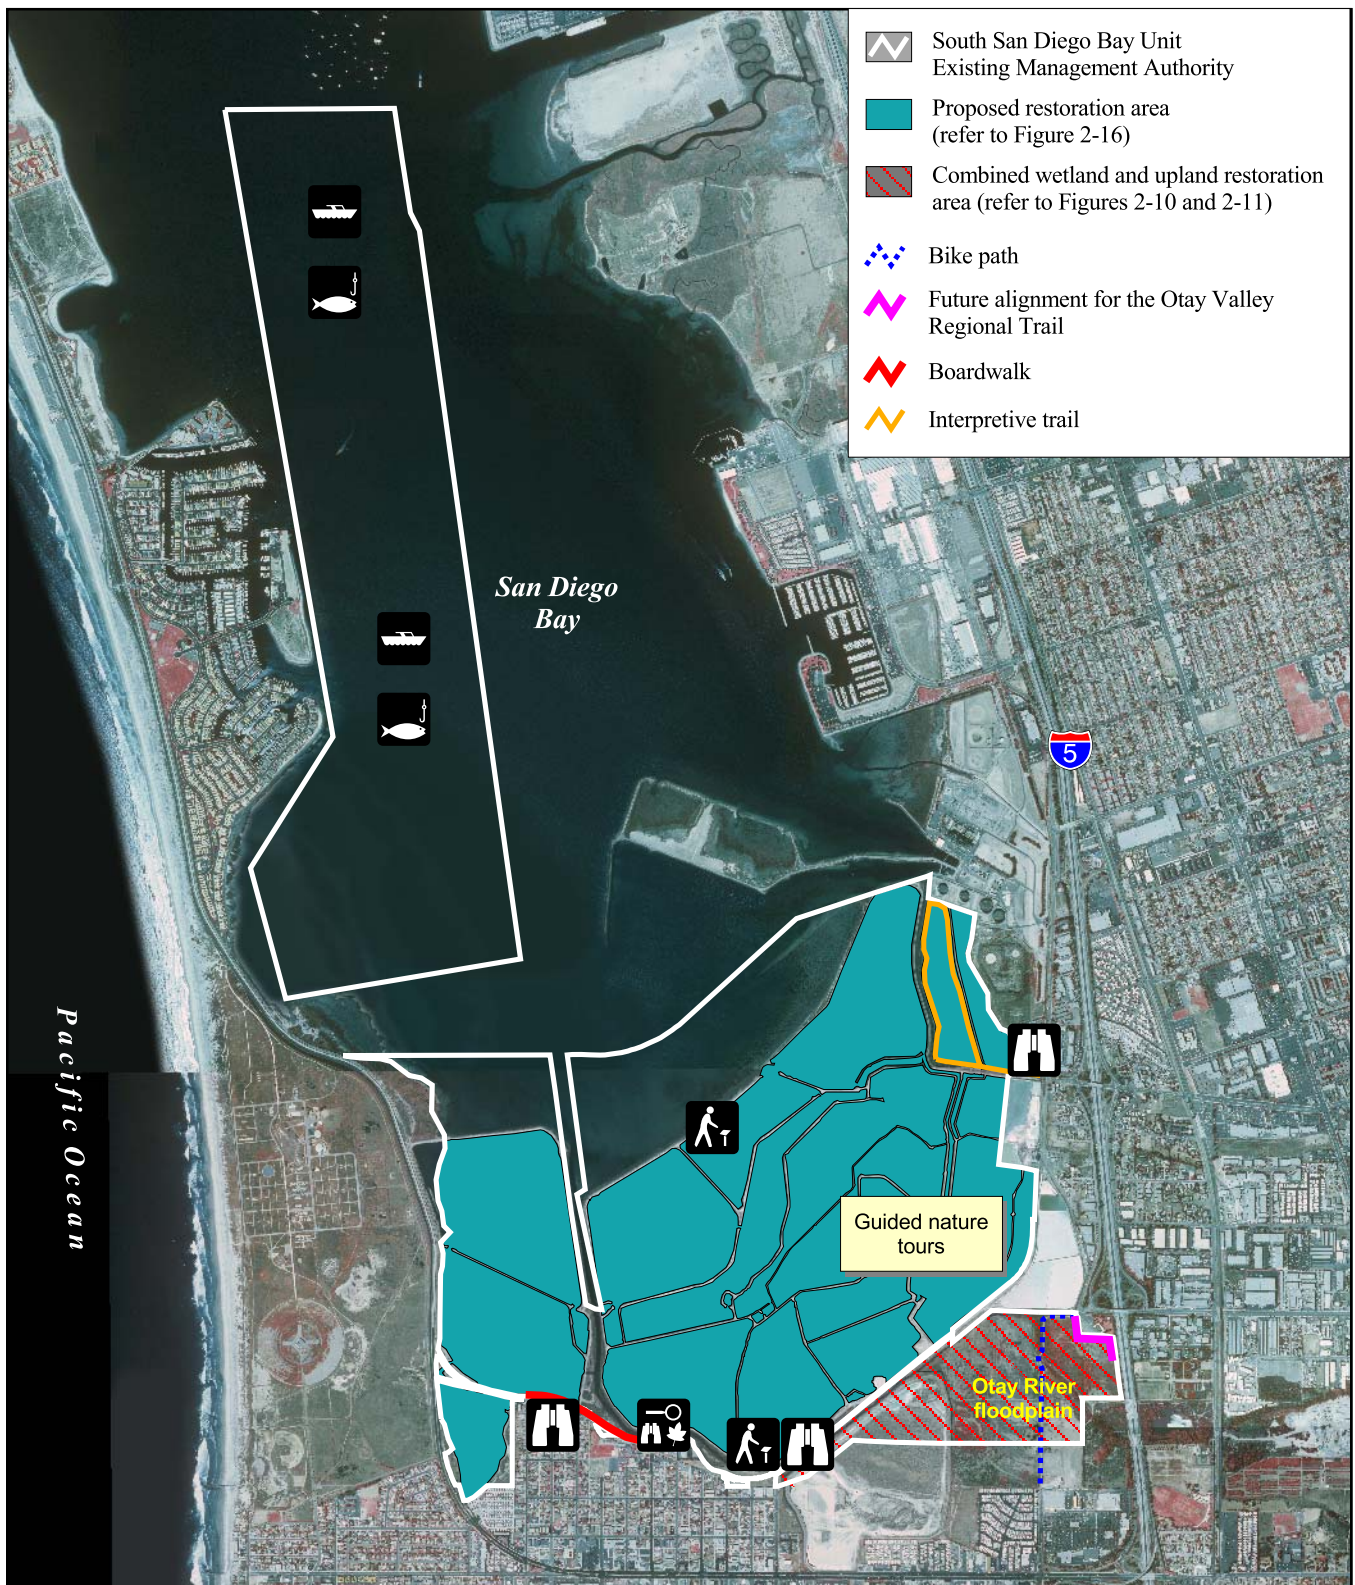 South San Diego Bay Unit
Existing Management Authority
Proposed restoration area
(refer to Figure 2-16)
Combined wetland and upland restoration
area (refer to Figures 2-10 and 2-11)
Bike path
Future alignment for the Otay Valley
Regional Trail
Boardwalk
Interpretive trail
San Diego
Bay
5
Pacific Ocean
Guided nature
tours
Otay River
floodplain